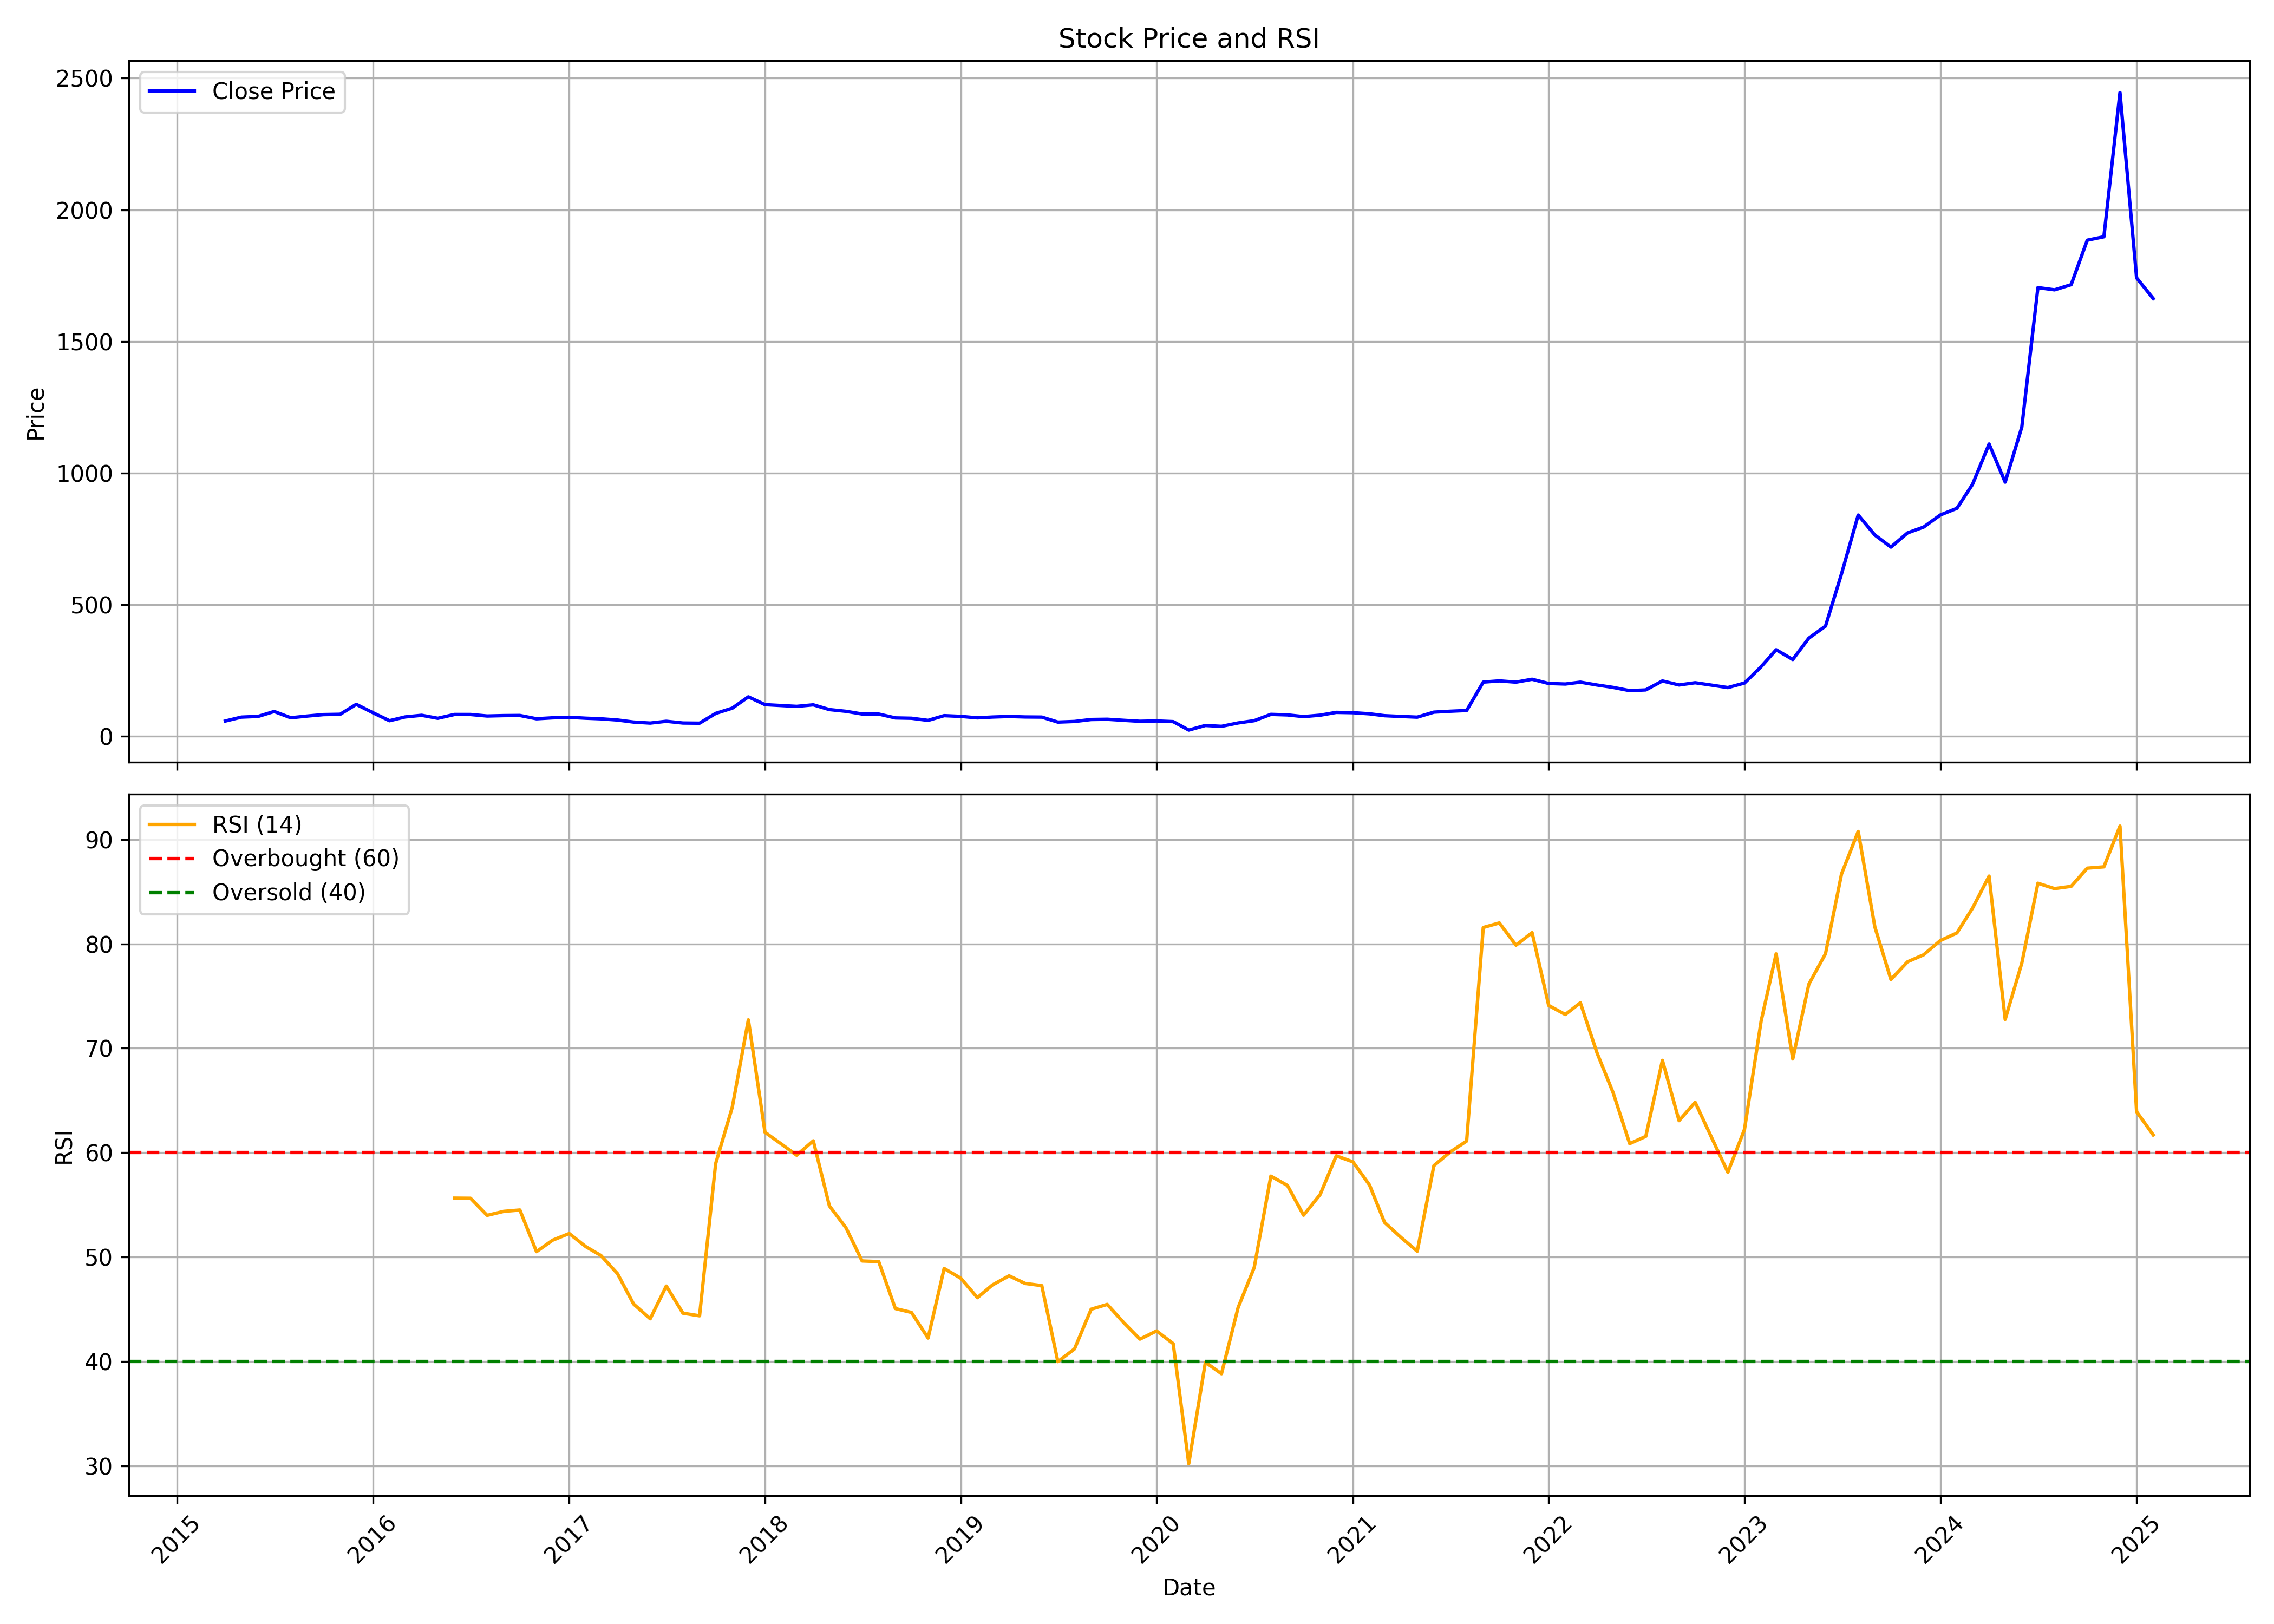 Stock Price and RSI
Close Price
2500
2000
1500
1000
500
0
Price
RSI (14)
Overbought (60)
Oversold (40)
90
80
70
60
50
40
30
RSI
2015 2016 2017 2018 2019 2020 2021 2022 2023 2024 2025
Date